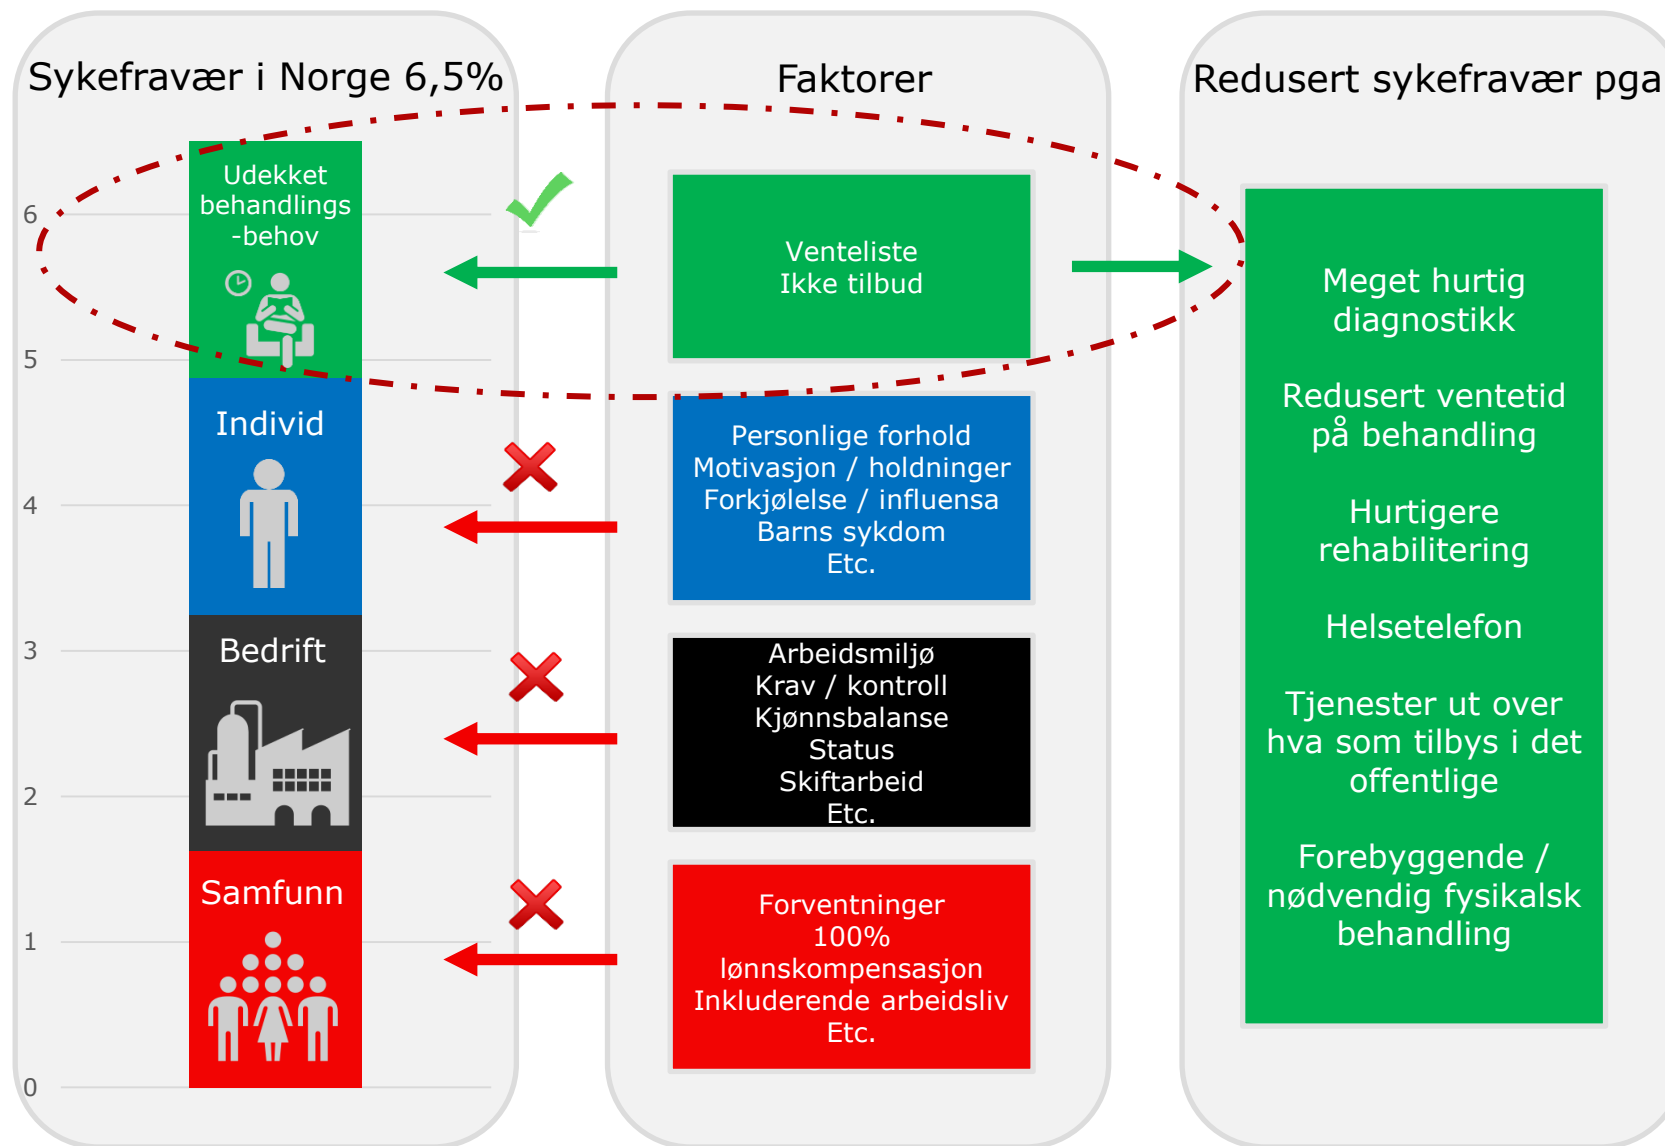 Sykefravær i Norge 6,5%
6
5
4
3
2
1
0
Udekket
behandlings
-behov
Individ
Bedrift
Samfunn
Faktorer
Venteliste
Ikke tilbud
Personlige forhold
Motivasjon / holdninger
Forkjølelse / influensa
Barns sykdom
Etc.
Arbeidsmiljø
Krav / kontroll
Kjønnsbalanse
Status
Skiftarbeid
Etc.
Forventninger
100%
lønnskompensasjon
Inkluderende arbeidsliv
Etc.
Redusert sykefravær pga
Meget hurtig
diagnostikk
Redusert ventetid
på behandling
Hurtigere
rehabilitering
Helsetelefon
Tjenester ut over
hva som tilbys i det
offentlige
Forebyggende /
nødvendig fysikalsk
behandling